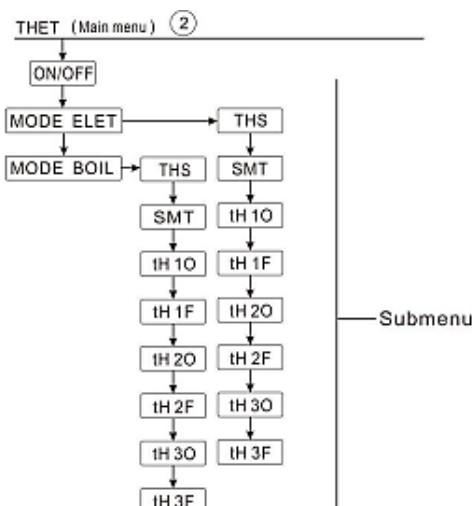 THET (Main menu) 2
ON/OFF
MODE ELET THS
MODE BOIL THS SMT
SMT tH 1O
tH 1O tH 1F
tH 1F tH 2O
Submenu
tH 2O tH 2F
tH 2F tH 3O
tH 3O tH 3F
tH 3F